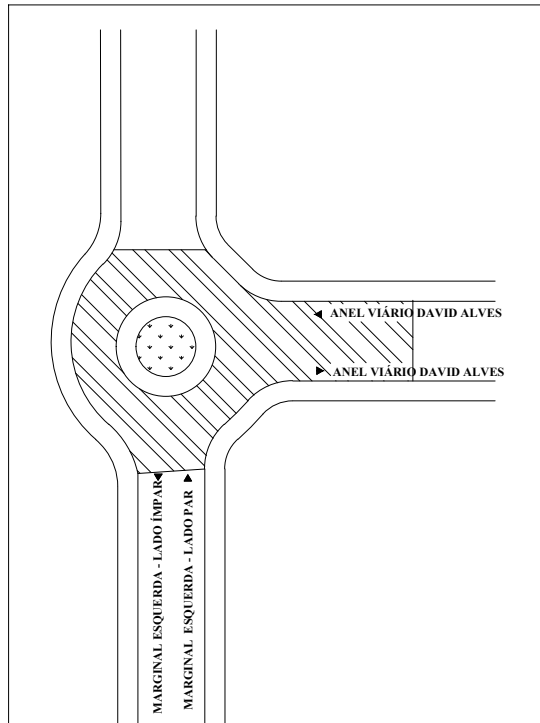 ANEL VIÁRIO DAVID ALVES
ANEL VIÁRIO DAVID ALVES
MARGINAL ESQUERDA - LADO ÍMPAR
MARGINAL ESQUERDA - LADO PAR